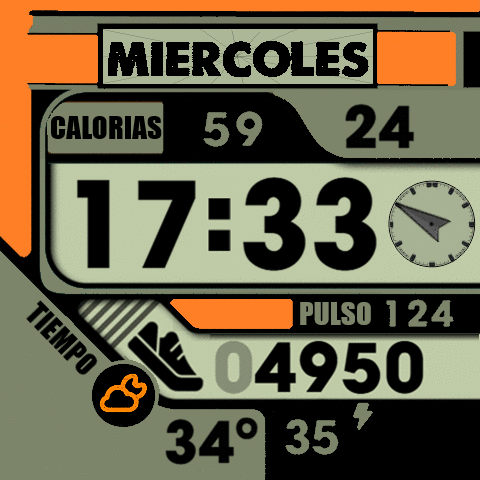 MIERCOLES
CALORIAS 59 24
17:33
PULSO 124
TIEMPO
04950
34° 35